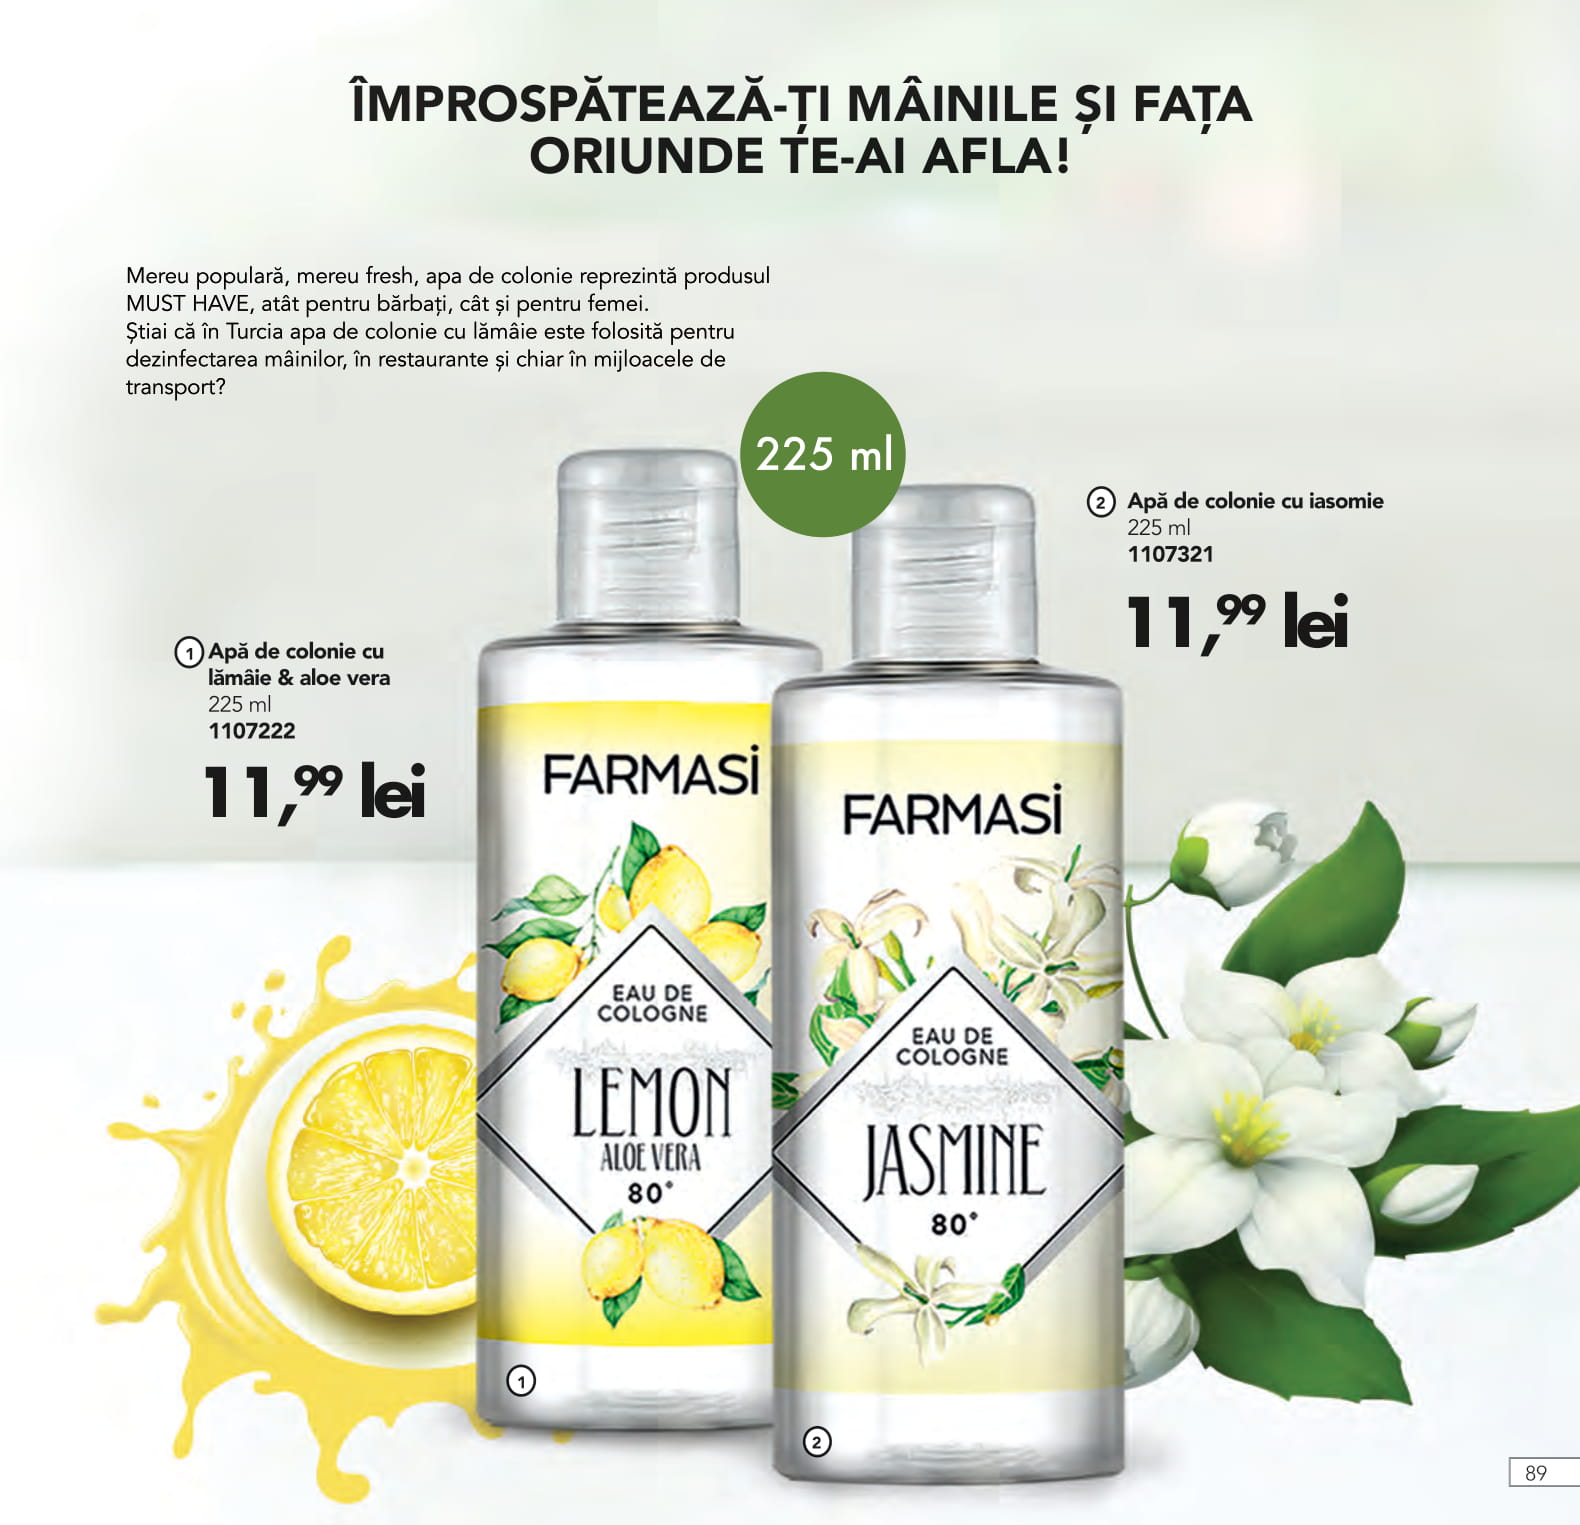 ÎMPROSPĂTEAZĂ-ȚI MÂINILE ȘI FAȚA
ORIUNDE TE-AI AFLA!
Mereu populară, mereu fresh, apa de colonie reprezintă produsul
MUST HAVE, atât pentru bărbați, cât și pentru femei.
Știai că în Turcia apa de colonie cu lămâie este folosită pentru
dezinfectarea mâinilor, în restaurante și chiar în mijloacele de
transport?
225 ml
2 Apă de colonie cu iasomie
225 ml
1107321
11,99 lei
1 Apă de colonie cu
lămâie & aloe vera
225 ml
1107222
11,99 lei
FARMASİ
EAU DE
COLOGNE
LEMON
ALOE VERA
80°
1
FARMASİ
EAU DE
COLOGNE
JASMINE
80°
2
89